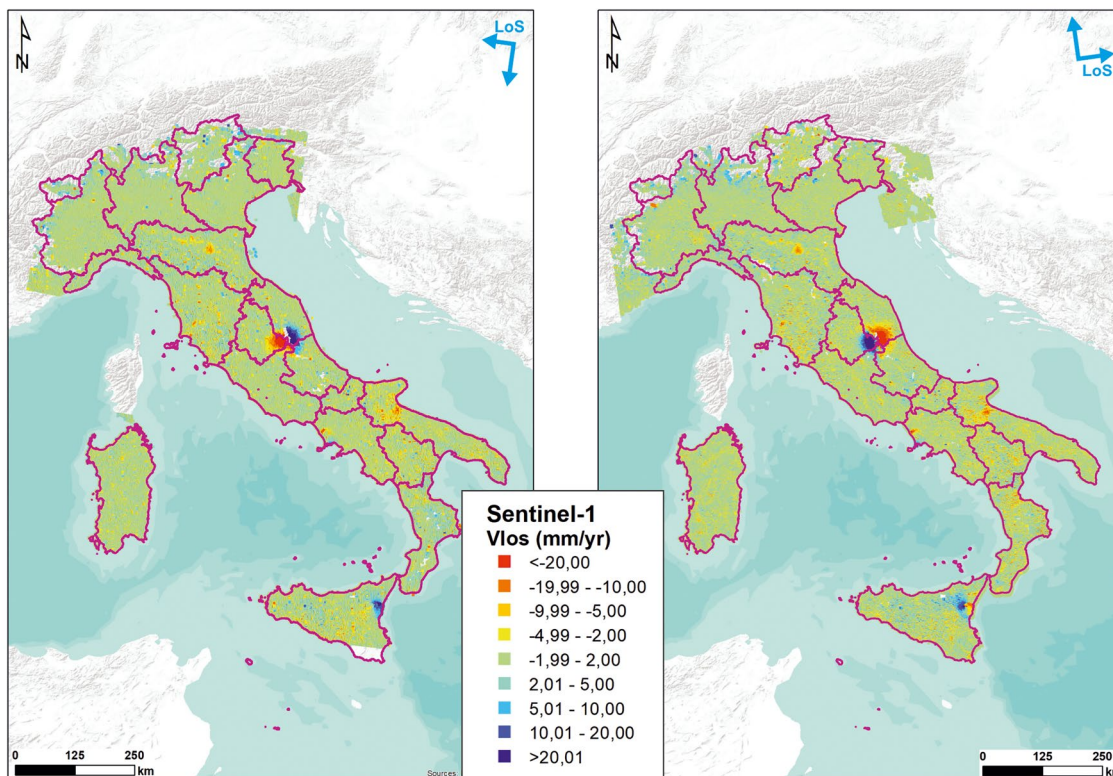 N
LoS
LoS
N
Sentinel-1
Vlos (mm/yr)
<-20,00
-19,99 - -10,00
-9,99 - -5,00
-4,99 - -2,00
-1,99 - 2,00
2,01 - 5,00
5,01 - 10,00
10,01 - 20,00
>20,01
0 125 250
km
Sources
0 125 250
km